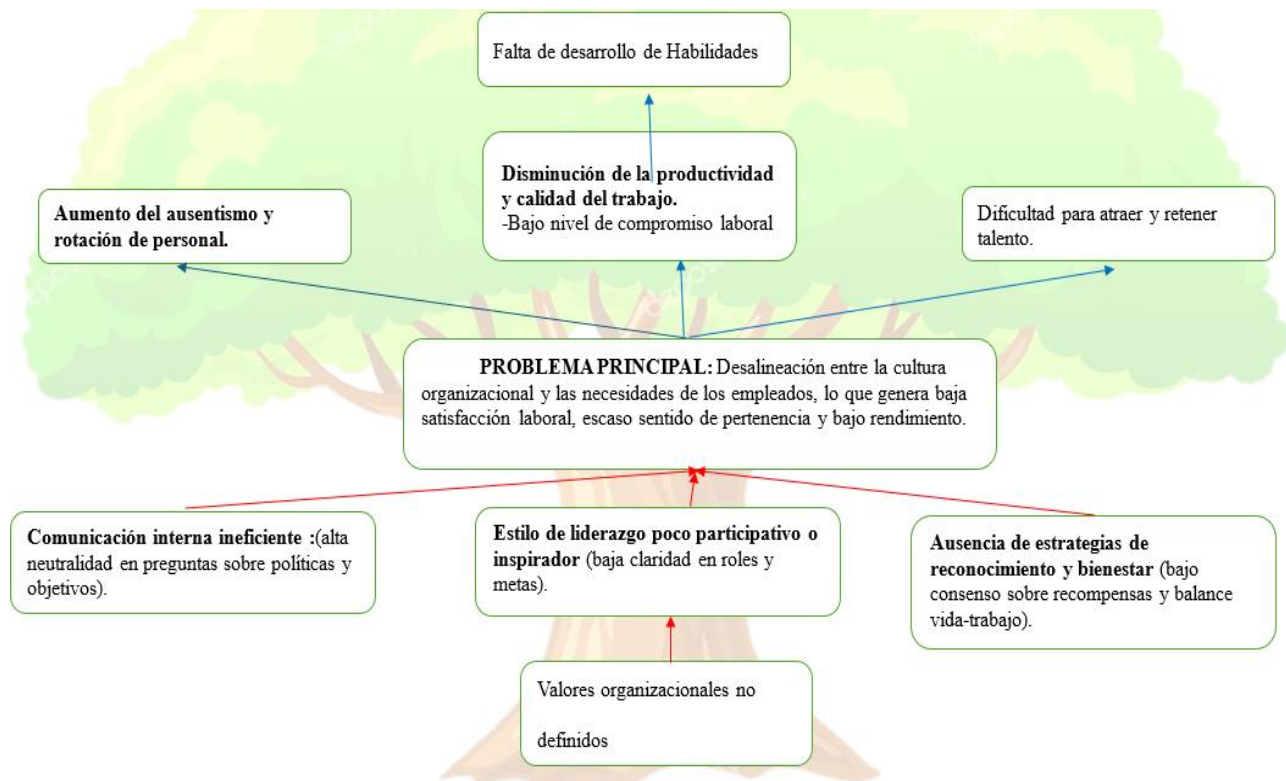 Falta de desarrollo de Habilidades
Disminución de la productividad
y calidad del trabajo.
-Bajo nivel de compromiso laboral
Aumento del ausentismo y
rotación de personal.
Dificultad para atraer y retener
talento.
PROBLEMA PRINCIPAL: Desalineación entre la cultura
organizacional y las necesidades de los empleados, lo que genera baja
satisfacción laboral, escaso sentido de pertenencia y bajo rendimiento.
Comunicación interna ineficiente :(alta
neutralidad en preguntas sobre políticas y
objetivos).
Estilo de liderazgo poco participativo o
inspirador (baja claridad en roles y
metas).
Ausencia de estrategias de
reconocimiento y bienestar (bajo
consenso sobre recompensas y balance
vida-trabajo).
Valores organizacionales no
definidos